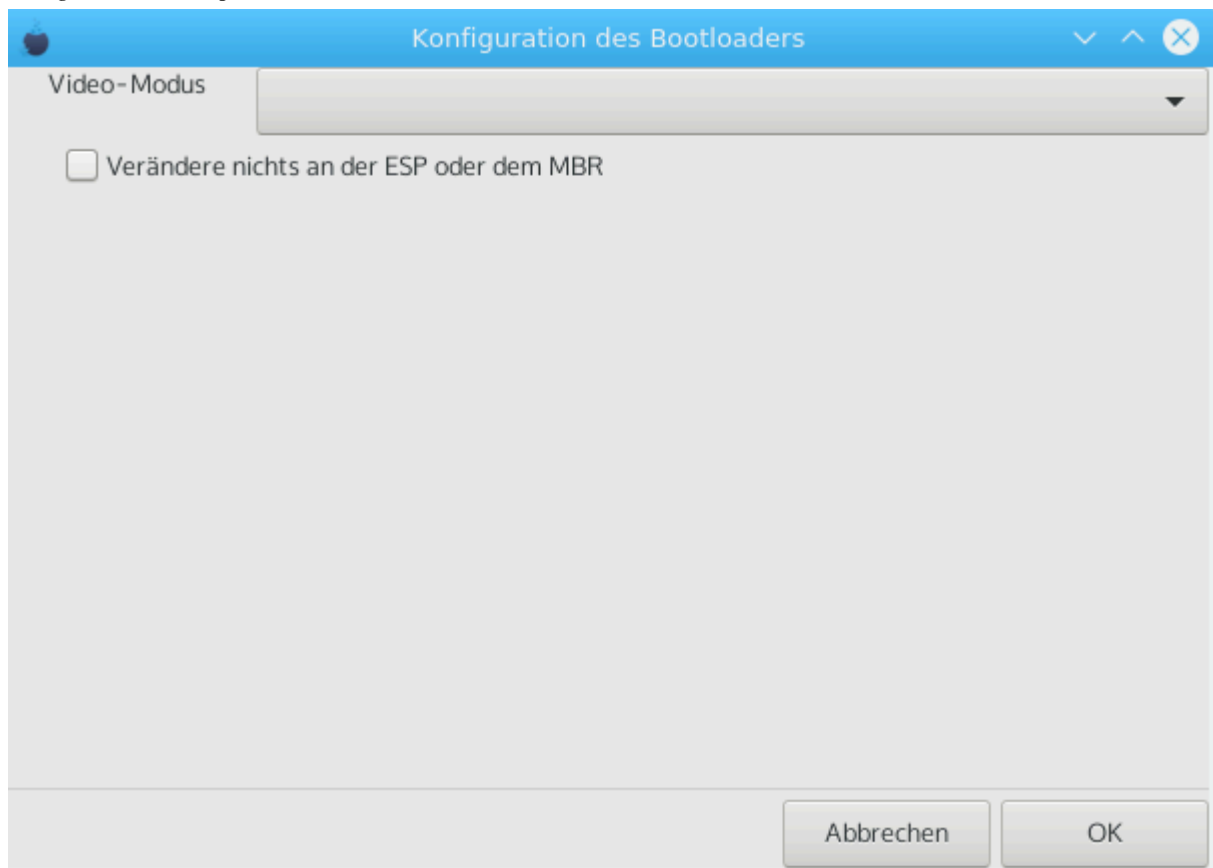 Konfiguration des Bootloaders
Video-Modus
Verändere nichts an der ESP oder dem MBR
Abbrechen
OK